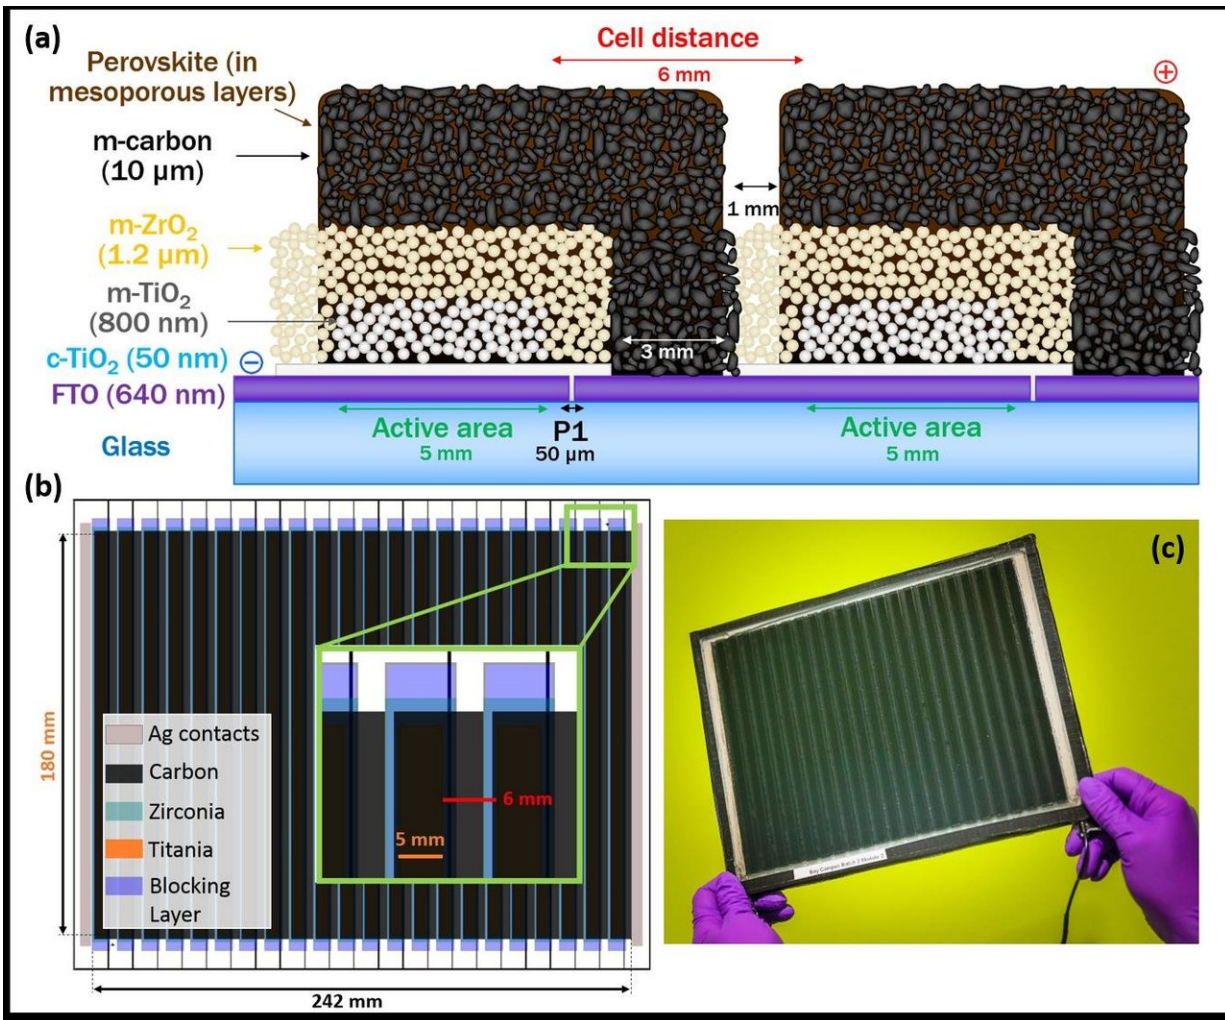 (a)
Cell distance
6 mm
Perovskite (in
mesoporous layers)
m-carbon
(10 µm)
1 mm
m-ZrO₂
(1.2 µm)
m-TiO₂
(800 nm)
3 mm
c-TiO₂ (50 nm)
FTO (640 nm)
Glass
Active area
5 mm
P1
50 µm
Active area
5 mm
(b)
180 mm
Ag contacts
Carbon
Zirconia
Titania
Blocking
Layer
6 mm
5 mm
242 mm
(c)